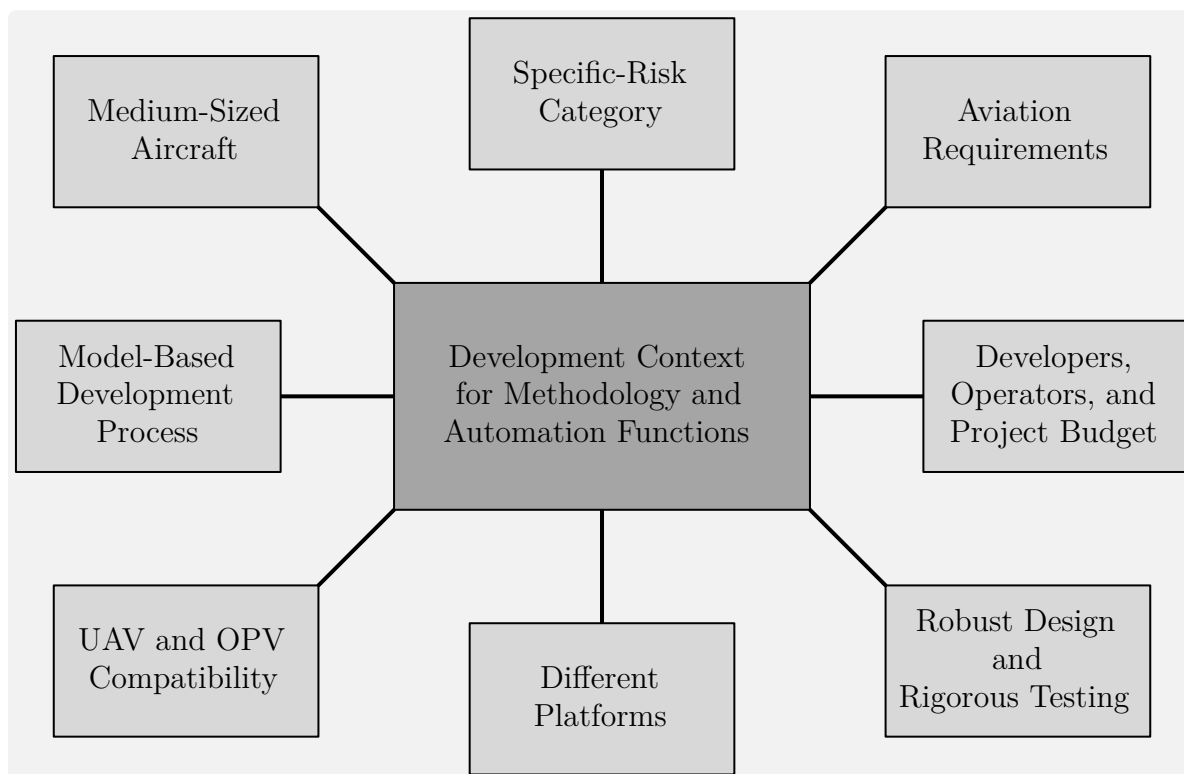 Medium-Sized
Aircraft
Specific-Risk
Category
Aviation
Requirements
Model-Based
Development
Process
Development Context
for Methodology and
Automation Functions
Developers,
Operators, and
Project Budget
UAV and OPV
Compatibility
Different
Platforms
Robust Design
and
Rigorous Testing